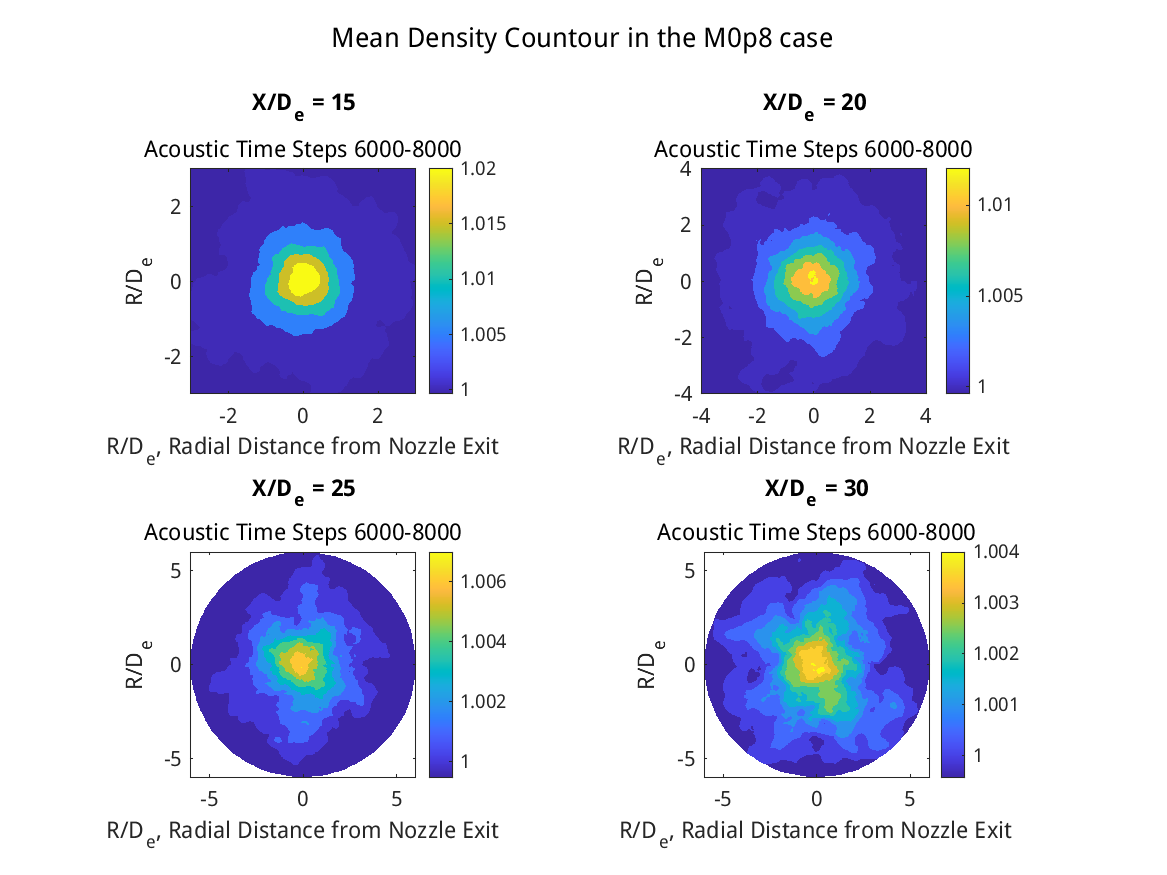 Mean Density Countour in the M0p8 case
X/De = 15
Acoustic Time Steps 6000-8000
1.02
1.015
1.01
1.005
1
2
0
-2
R/De
-2 0 2
R/De, Radial Distance from Nozzle Exit
X/De = 20
Acoustic Time Steps 6000-8000
4
2
0
-2
-4
R/De
1.01
1.005
1
-4 -2 0 2 4
R/De, Radial Distance from Nozzle Exit
X/De = 25
Acoustic Time Steps 6000-8000
5
0
-5
R/De
1.006
1.004
1.002
1
-5 0 5
R/De, Radial Distance from Nozzle Exit
X/De = 30
Acoustic Time Steps 6000-8000
5
0
-5
R/De
1.004
1.003
1.002
1.001
1
-5 0 5
R/De, Radial Distance from Nozzle Exit